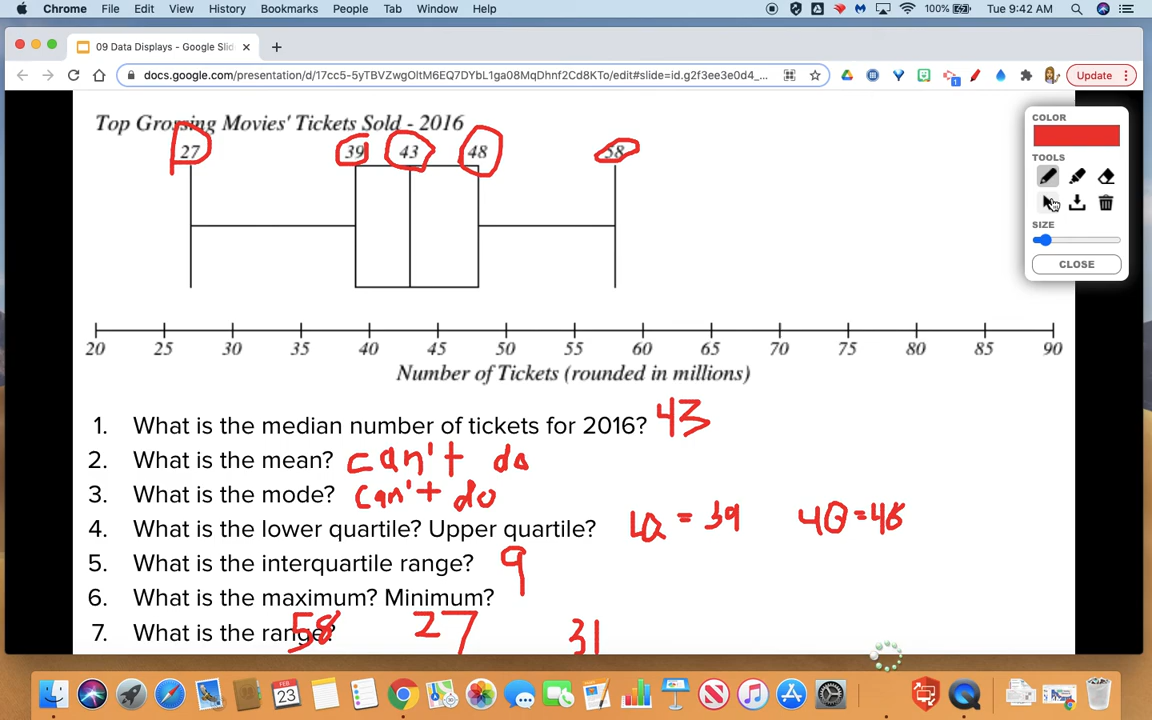 Chrome File Edit View History Bookmarks People Tab Window Help 100% Tue 9:42 AM
09 Data Displays - Google Slid
docs.google.com/presentation/d/17cc5-5yTBVZwgOltM6EQ7DYbL1ga08MqDhnf2Cd8KTo/edit#slide=id.g2f3ee3e0d4_... Update
Top Grossing Movies' Tickets Sold - 2016
27 39 43 48 58
20 25 30 35 40 45 50 55 60 65 70 75 80 85 90
Number of Tickets (rounded in millions)
1. What is the median number of tickets for 2016? 43
2. What is the mean? can't do
3. What is the mode? can't do
4. What is the lower quartile? Upper quartile? LQ = 39 UQ = 48
5. What is the interquartile range? 9
6. What is the maximum? Minimum?
7. What is the range?
58 27 31
COLOR
TOOLS
SIZE
CLOSE
FEB
23